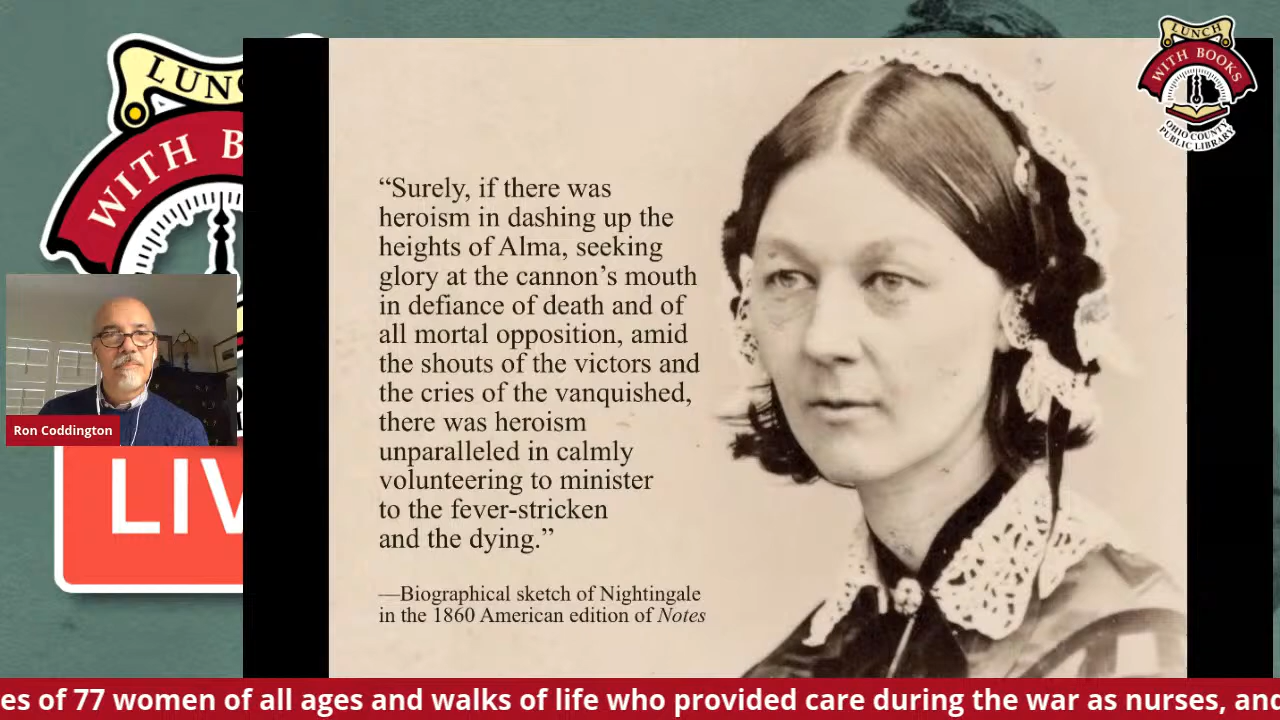 LUNC
WITH B
LIV
LUNCH
WITH BOOKS
OHIO COUNTY
PUBLIC LIBRARY
“Surely, if there was
heroism in dashing up the
heights of Alma, seeking
glory at the cannon’s mouth
in defiance of death and of
all mortal opposition, amid
the shouts of the victors and
the cries of the vanquished,
there was heroism
unparalleled in calmly
volunteering to minister
to the fever-stricken
and the dying.”
—Biographical sketch of Nightingale
in the 1860 American edition of Notes
Ron Coddington
es of 77 women of all ages and walks of life who provided care during the war as nurses, and